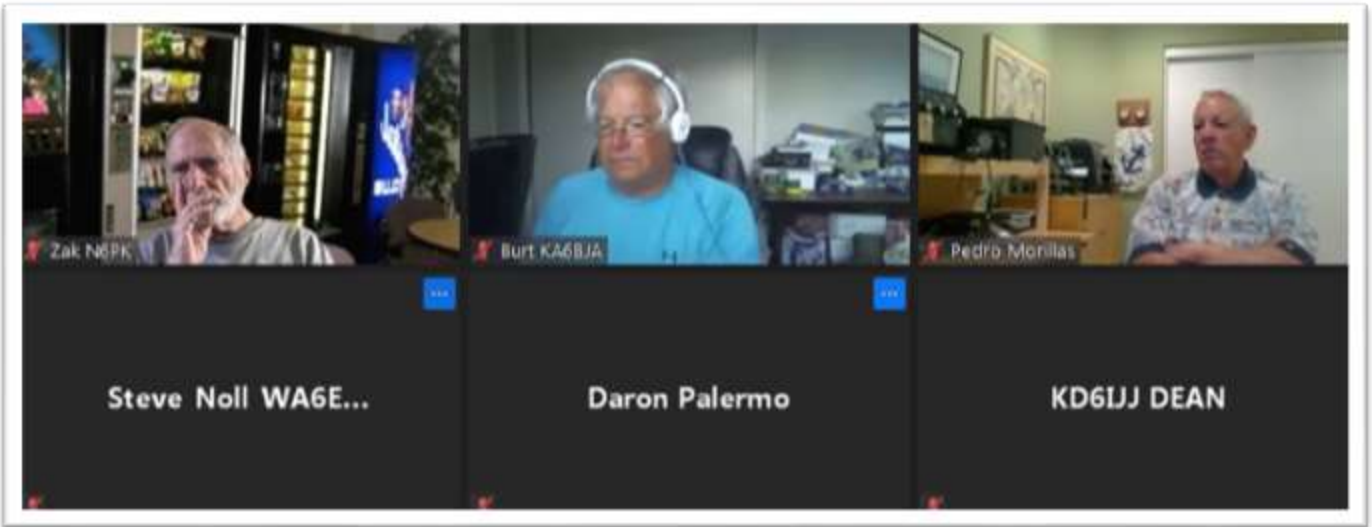 Zak N6PK
Burt KA6BJA
Pedro Morillas
Steve Noll WA6E...
Daron Palermo
KD6IJJ DEAN